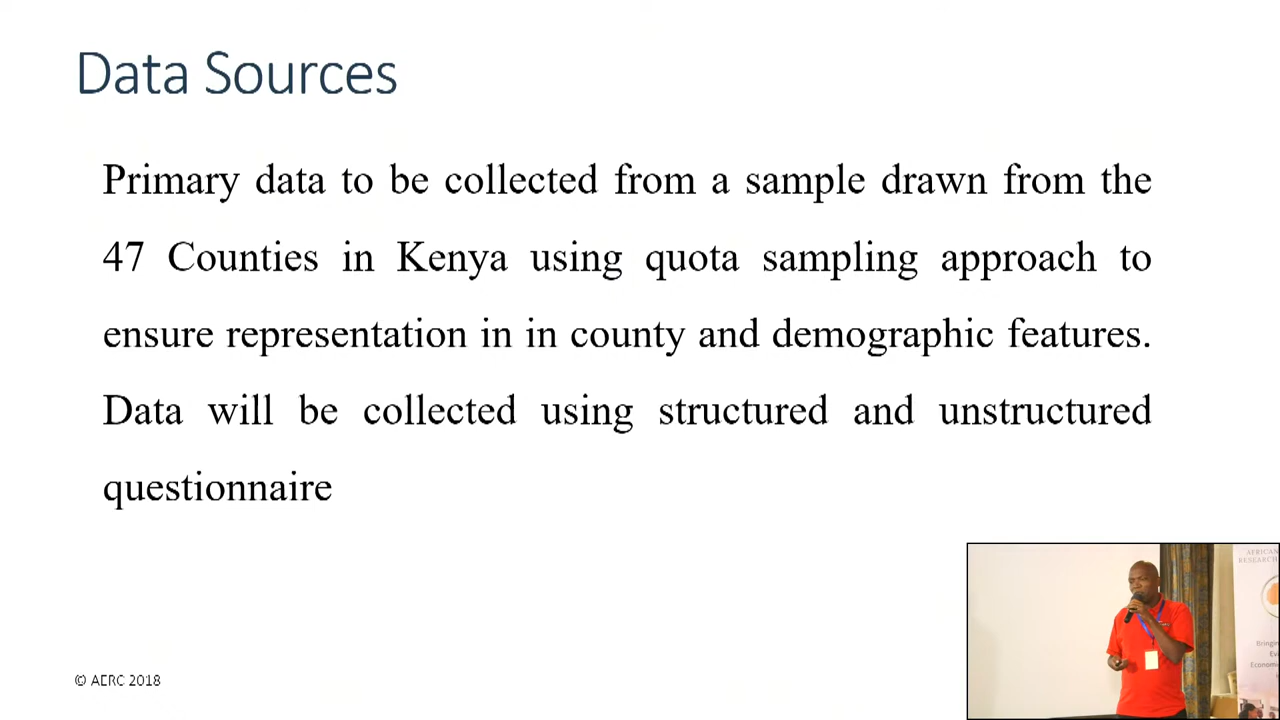 Data Sources
Primary data to be collected from a sample drawn from the
47 Counties in Kenya using quota sampling approach to
ensure representation in in county and demographic features.
Data will be collected using structured and unstructured
questionnaire
AFRICAN
RESEARCH
© AERC 2018